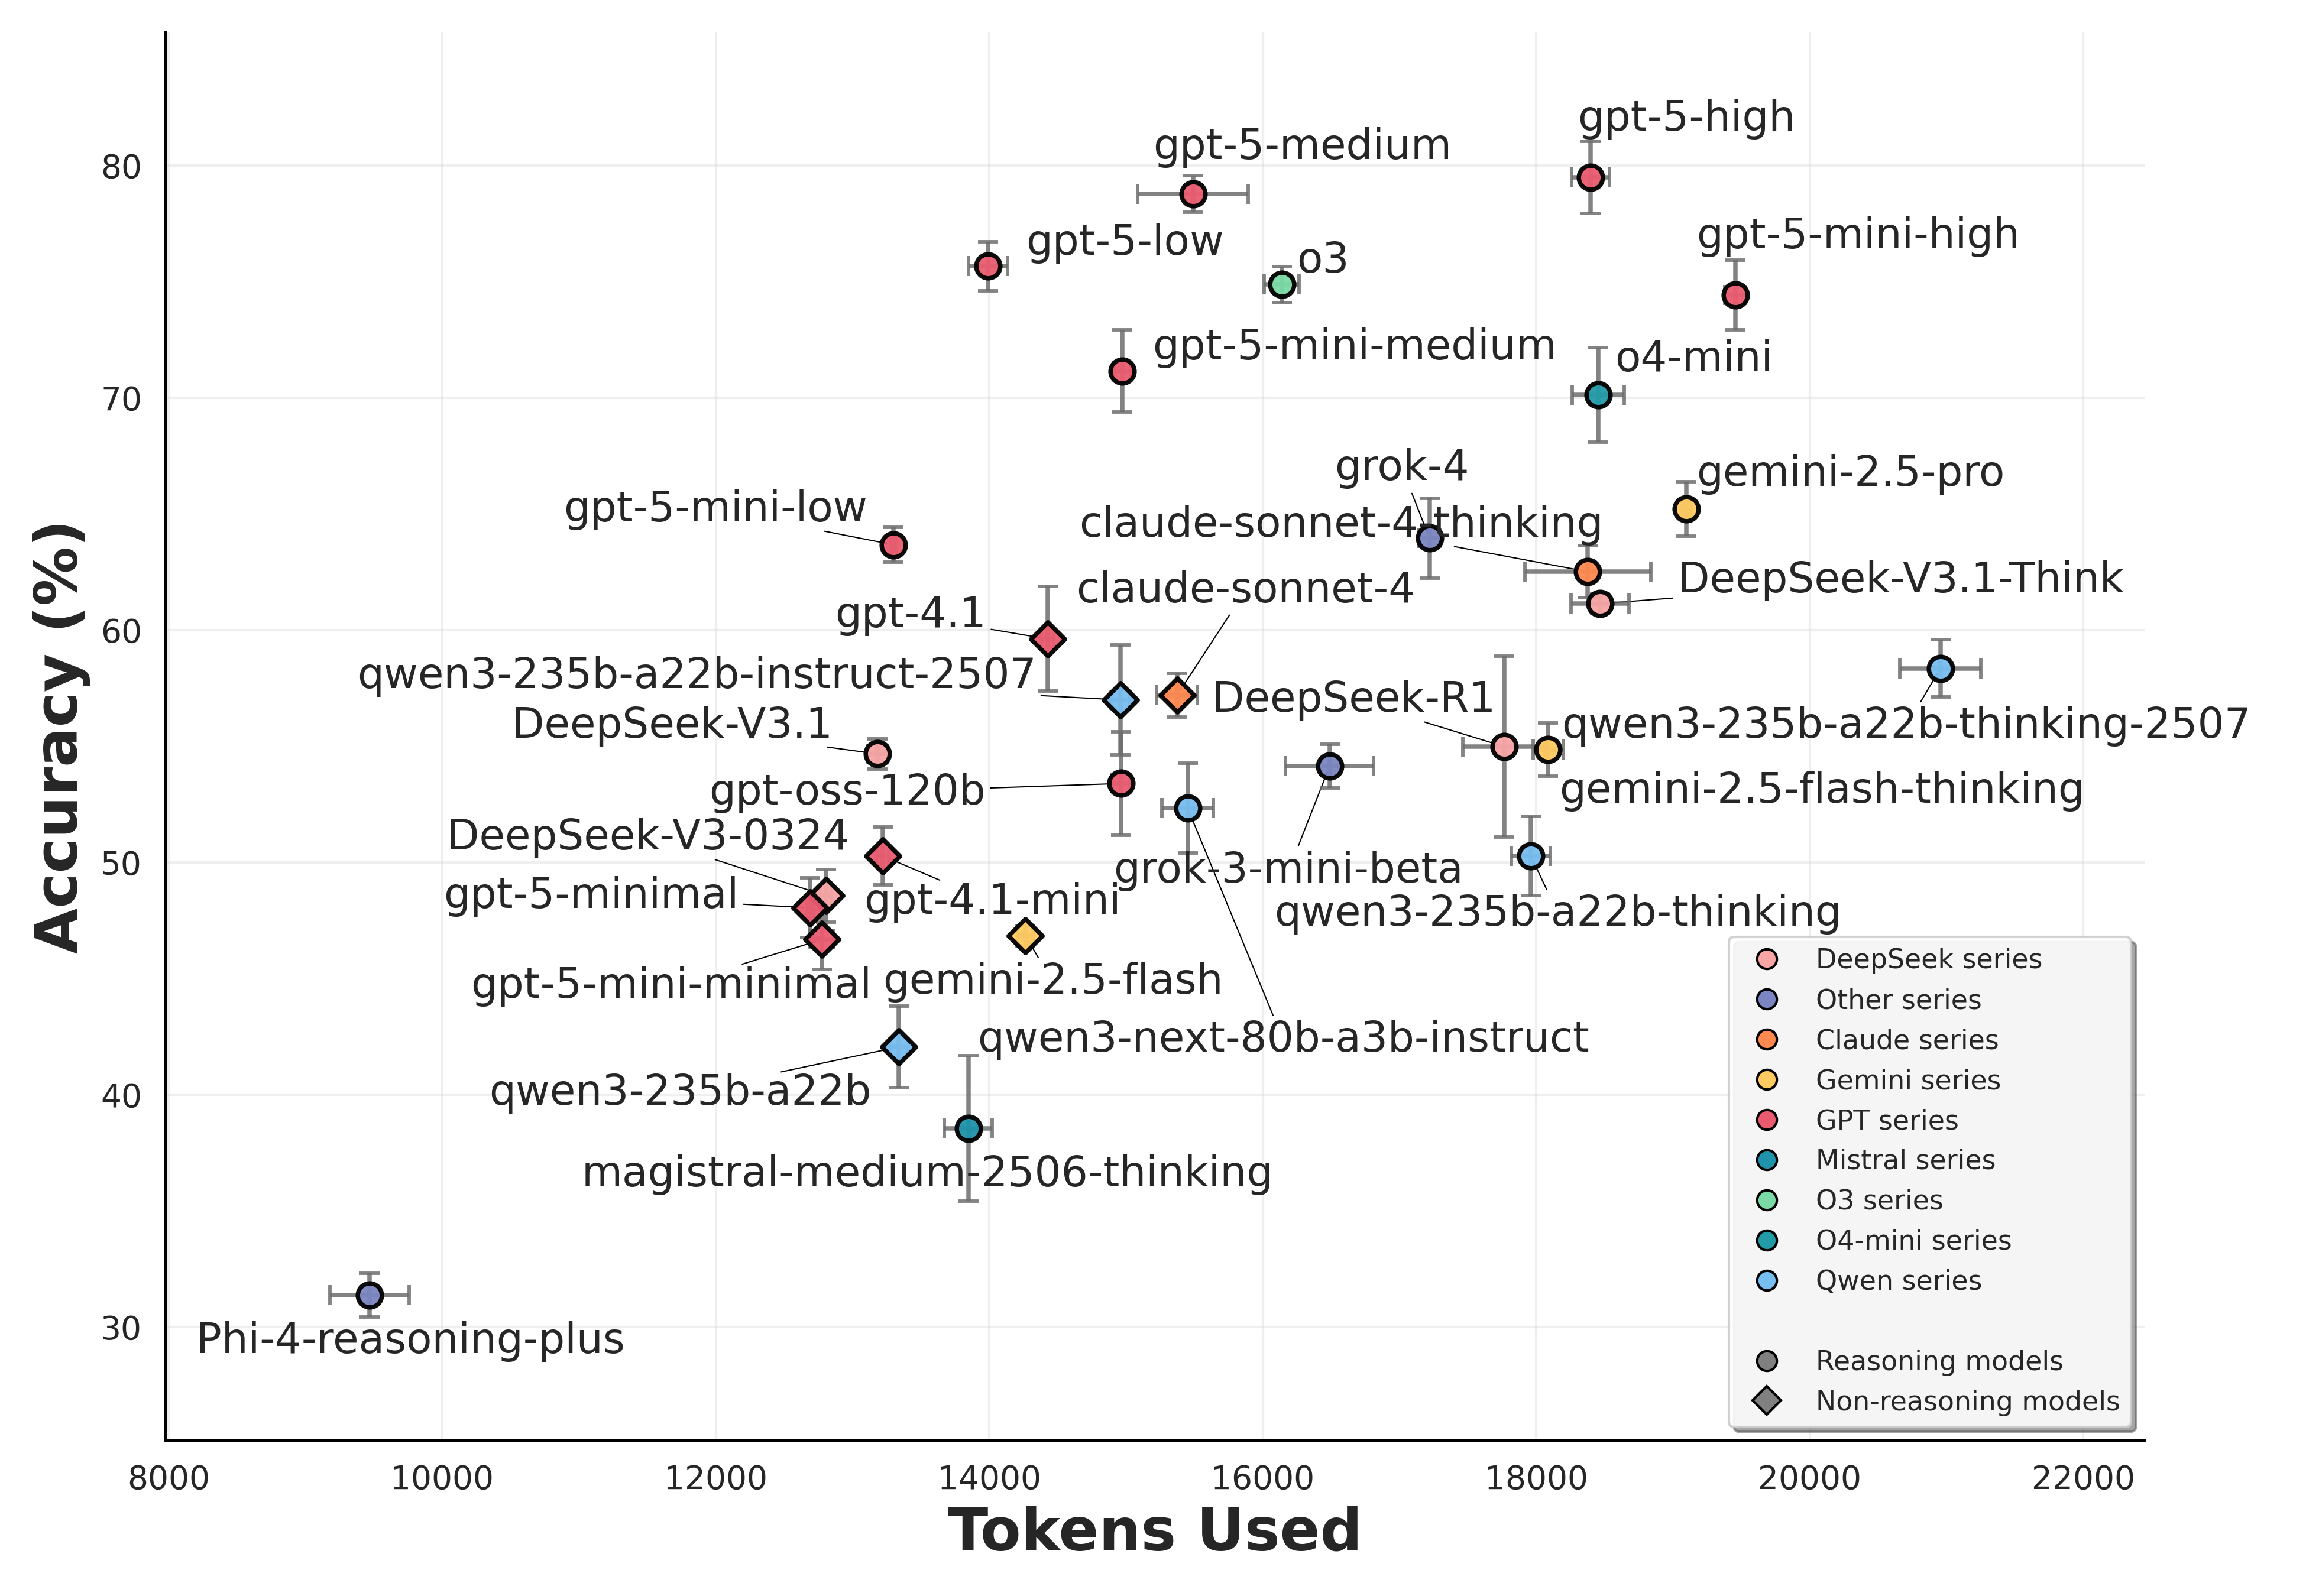 gpt-5-high
gpt-5-medium
80
gpt-5-mini-high
gpt-5-low
o3
gpt-5-mini-medium
o4-mini
70
grok-4
gemini-2.5-pro
gpt-5-mini-low
claude-sonnet-4-thinking
DeepSeek-V3.1-Think
claude-sonnet-4
gpt-4.1
60
qwen3-235b-a22b-instruct-2507
DeepSeek-R1
DeepSeek-V3.1
qwen3-235b-a22b-thinking-2507
gpt-oss-120b
gemini-2.5-flash-thinking
DeepSeek-V3-0324
50
grok-3-mini-beta
gpt-5-minimal
gpt-4.1-mini
qwen3-235b-a22b-thinking
gpt-5-mini-minimal
gemini-2.5-flash
qwen3-next-80b-a3b-instruct
qwen3-235b-a22b
40
magistral-medium-2506-thinking
30
Phi-4-reasoning-plus
Accuracy (%)
DeepSeek series
Other series
Claude series
Gemini series
GPT series
Mistral series
O3 series
O4-mini series
Qwen series
Reasoning models
Non-reasoning models
8000 10000 12000 14000 16000 18000 20000 22000
Tokens Used